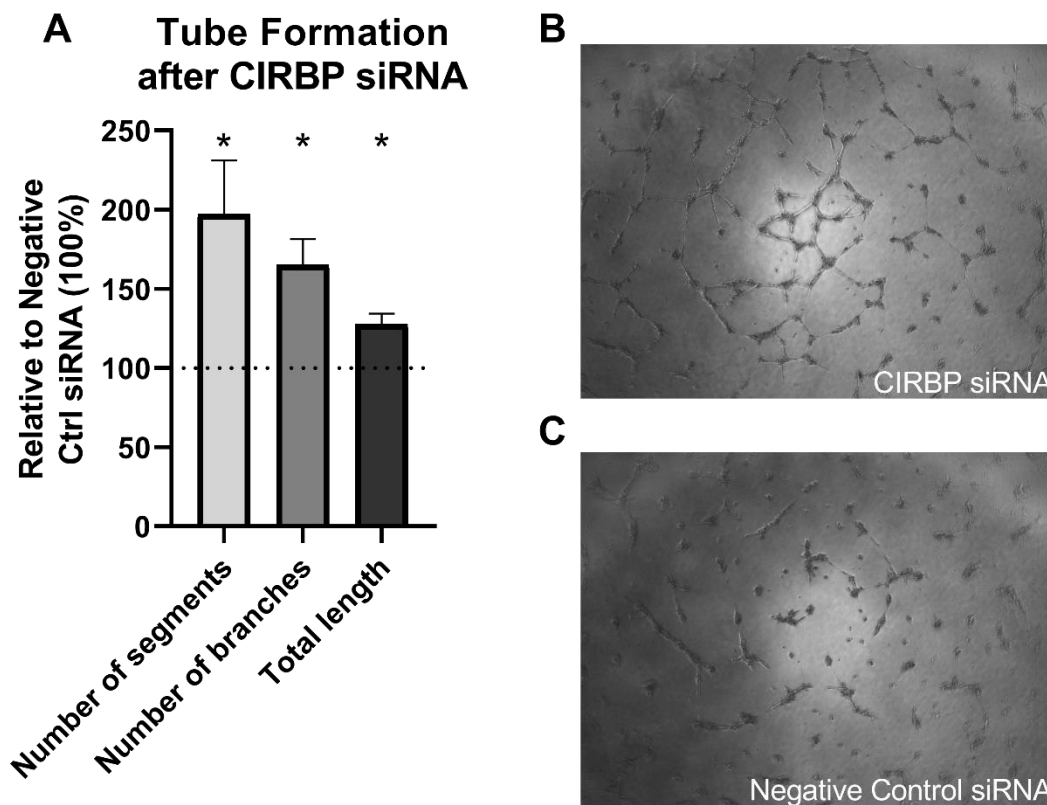 A
Tube Formation
after CIRBP siRNA
Relative to Negative
Ctrl siRNA (100%)
250
200
150
100
50
0
*
*
*
Number of segments
Number of branches
Total length
B
CIRBP siRNA
C
Negative Control siRNA